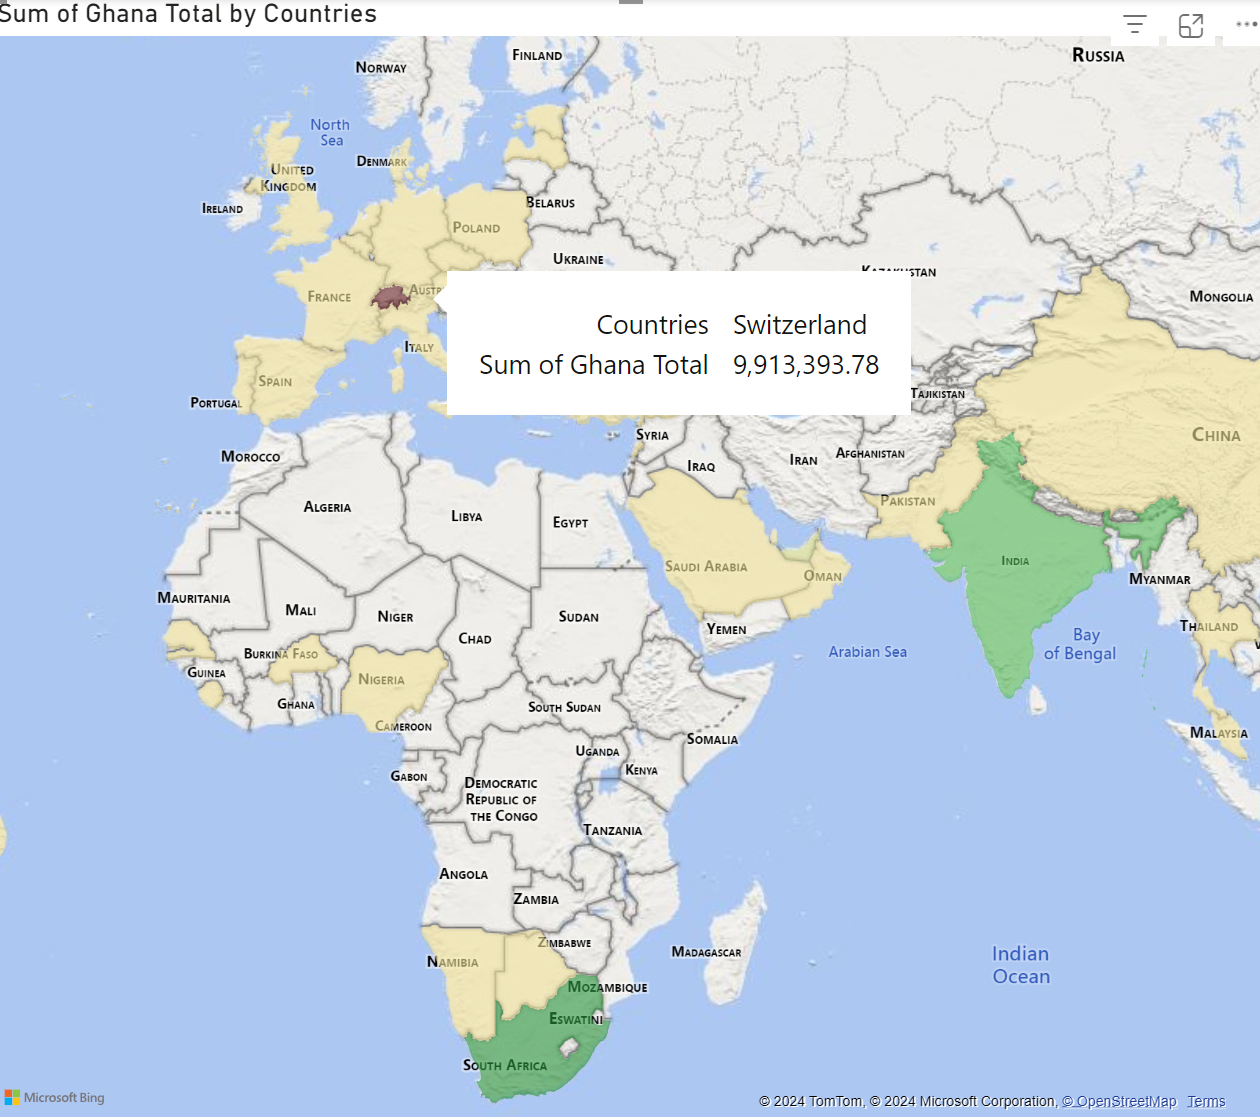 Sum of Ghana Total by Countries
FINLAND
NORWAY
RUSSIA
North
Sea
DENMARK
UNITED
KINGDOM
IRELAND
BELARUS
POLAND
UKRAINE
MONGOLIA
FRANCE
Countries Switzerland
Sum of Ghana Total 9,913,393.78
ITALY
SPAIN
PORTUGAL
TAJIKISTAN
SYRIA
CHINA
MOROCCO
IRAQ
IRAN
AFGHANISTAN
ALGERIA
LIBYA
EGYPT
PAKISTAN
SAUDI ARABIA
OMAN
INDIA
MYANMAR
MAURITANIA
MALI
NIGER
SUDAN
YEMEN
THAILAND
CHAD
Arabian Sea
Bay
of Bengal
BURKINA FASO
GUINEA
NIGERIA
GHANA
SOUTH SUDAN
CAMEROON
SOMALIA
MALAYSIA
UGANDA
KENYA
GABON
DEMOCRATIC
REPUBLIC OF
THE CONGO
TANZANIA
ANGOLA
ZAMBIA
ZIMBABWE
MADAGASCAR
NAMIBIA
Indian
Ocean
MOZAMBIQUE
ESWATINI
SOUTH AFRICA
Microsoft Bing
© 2024 TomTom, © 2024 Microsoft Corporation, © OpenStreetMap Terms